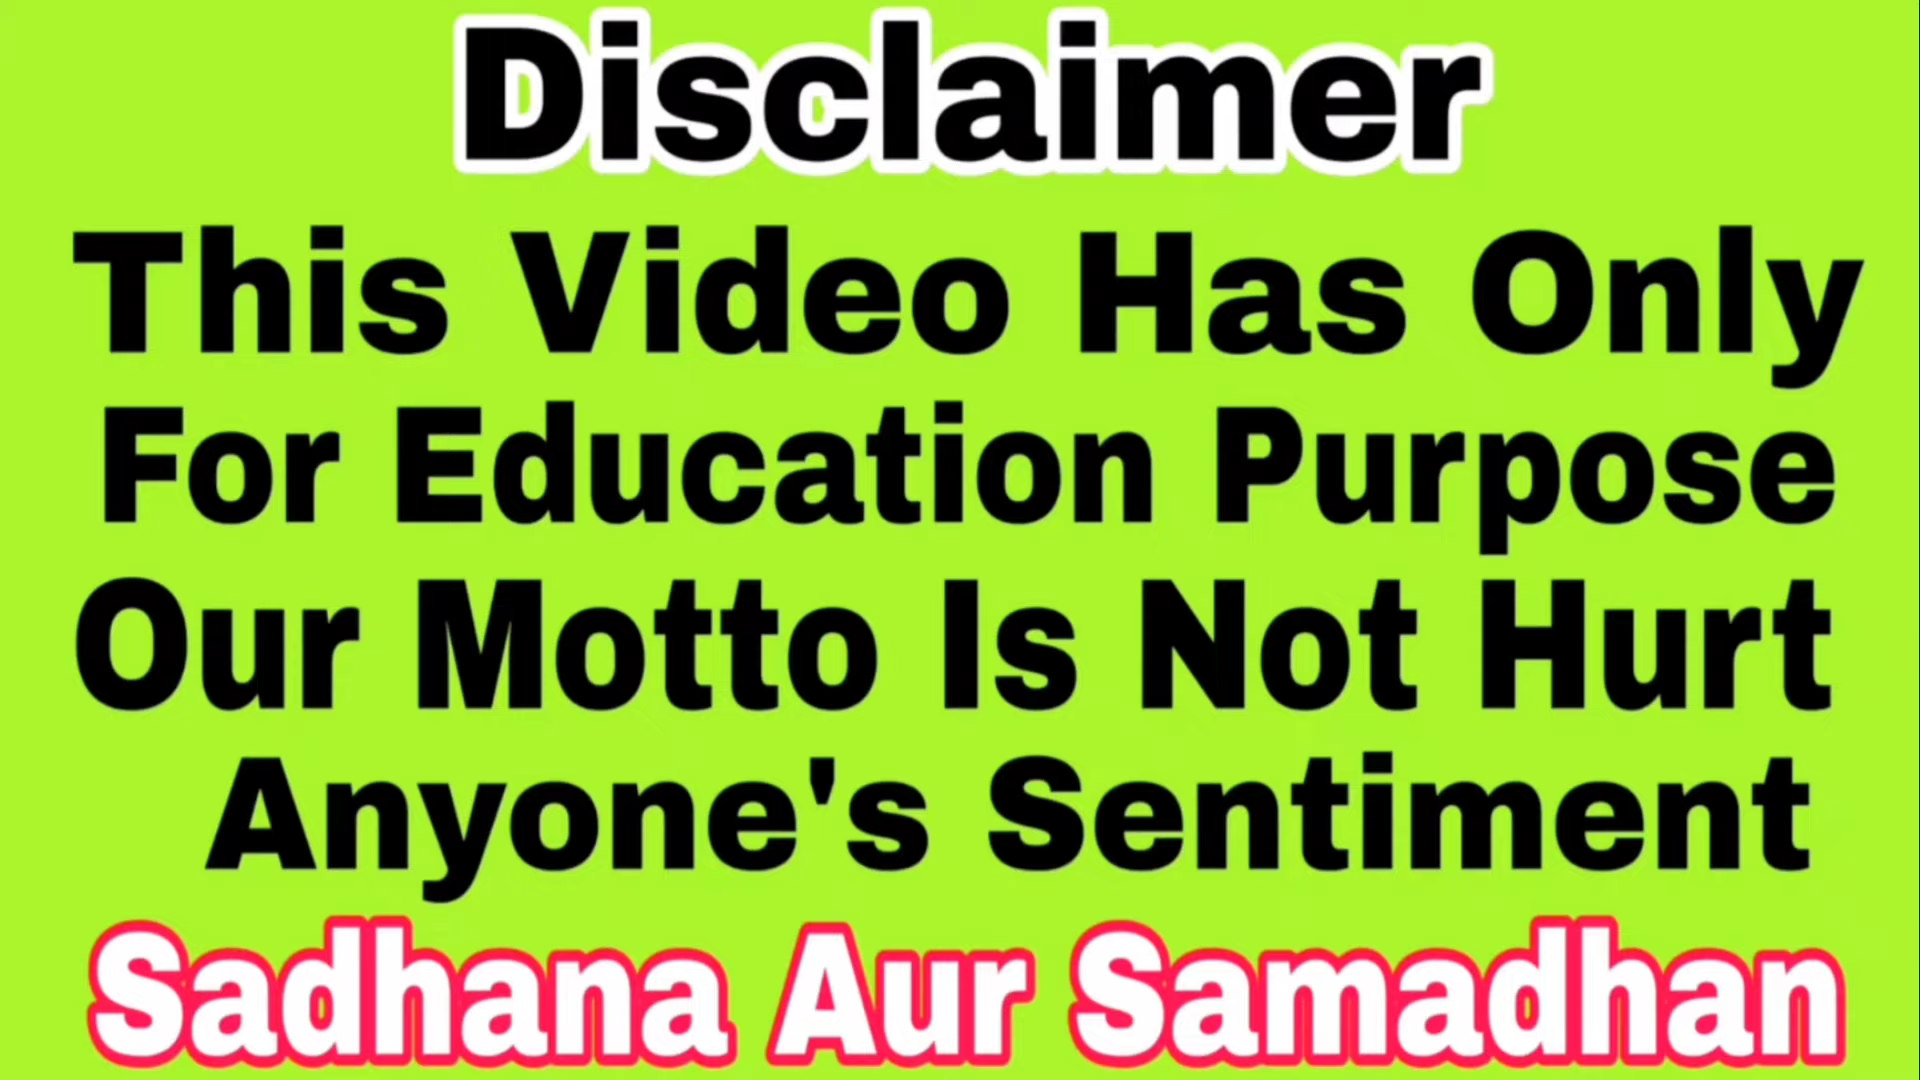 Disclaimer
This Video Has Only
For Education Purpose
Our Motto Is Not Hurt
Anyone's Sentiment
Sadhana Aur Samadhan